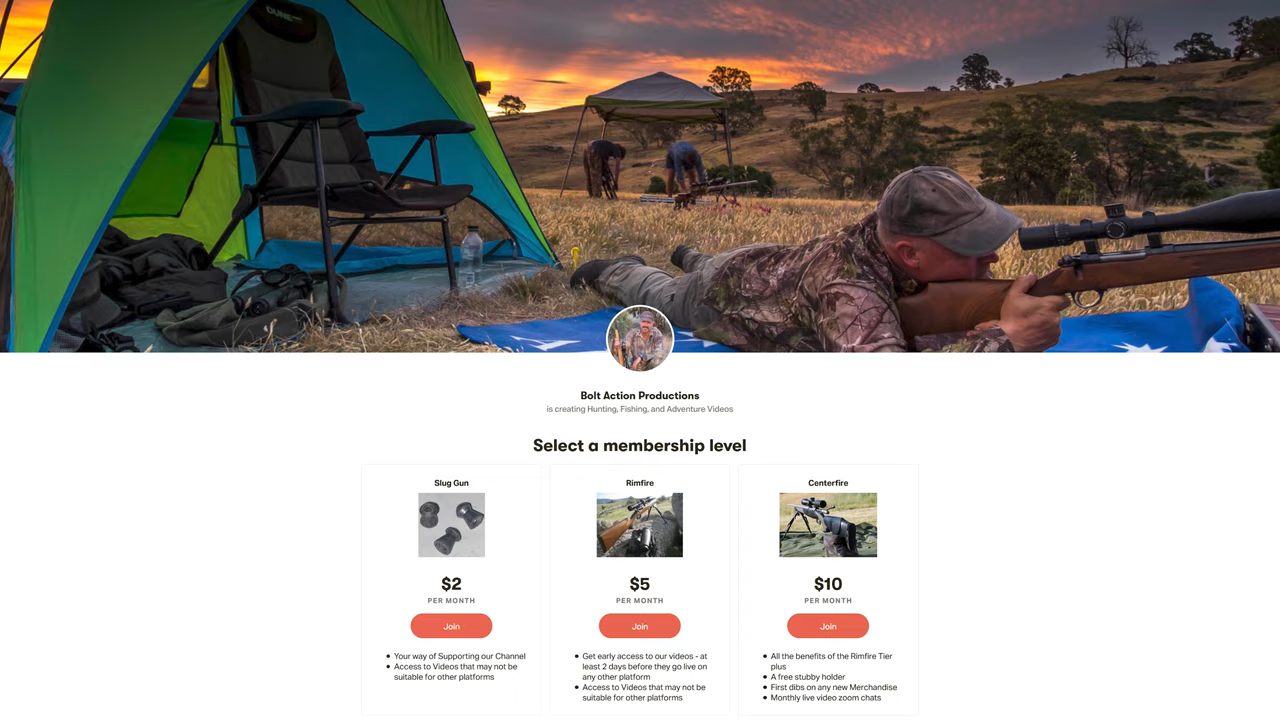 Bolt Action Productions
is creating Hunting, Fishing, and Adventure Videos
Select a membership level
Slug Gun
$2
PER MONTH
Join
Your way of Supporting our Channel
Access to Videos that may not be
suitable for other platforms
Rimfire
$5
PER MONTH
Join
Get early access to our videos - at
least 2 days before they go live on
any other platform
Access to Videos that may not be
suitable for other platforms
Centerfire
$10
PER MONTH
Join
All the benefits of the Rimfire Tier
plus
A free stubby holder
First dibs on any new Merchandise
Monthly live video zoom chats